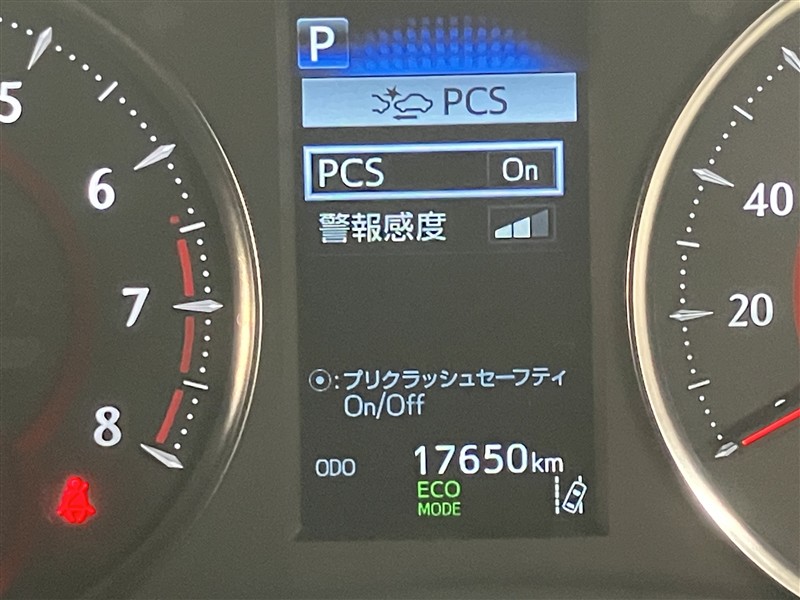 P
PCS
PCS On
警報感度
プリクラッシュセーフティ
On/Off
ODO 17650km
ECO
MODE
5
6
7
8
40
20